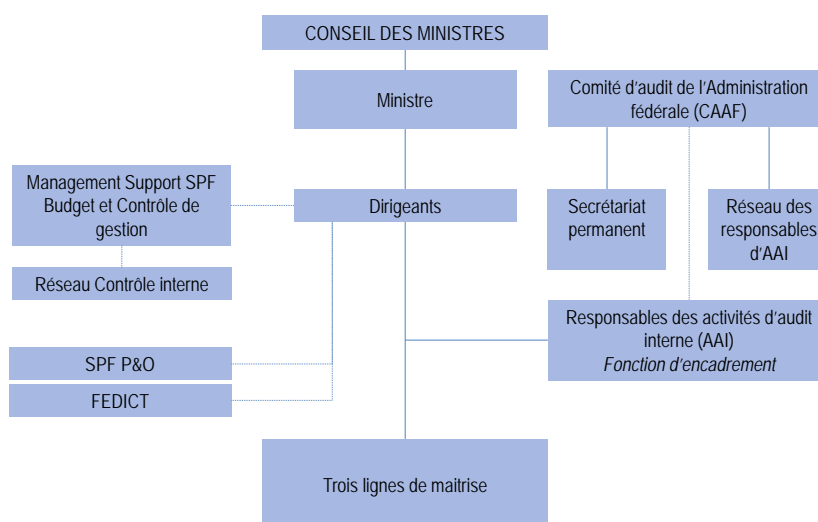 CONSEIL DES MINISTRES
Ministre
Comité d’audit de l’Administration
fédérale (CAAF)
Management Support SPF
Budget et Contrôle de
gestion
Dirigeants
Secrétariat
permanent
Réseau des
responsables
d’AAI
Réseau Contrôle interne
Responsables des activités d’audit
interne (AAI)
Fonction d’encadrement
SPF P&O
FEDICT
Trois lignes de maitrise